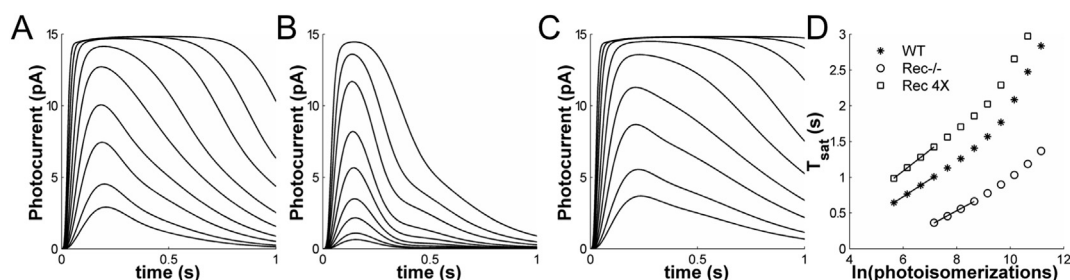 A
Photocurrent (pA)
15
10
5
0
0
0.5
1
time (s)
B
Photocurrent (pA)
15
10
5
0
0
0.5
1
time (s)
C
Photocurrent (pA)
15
10
5
0
0
0.5
1
time (s)
D
T sat (s)
3
2.5
2
1.5
1
0.5
0
4
6
8
10
12
ln(photoisomerizations)
WT
Rec-/-
Rec 4X